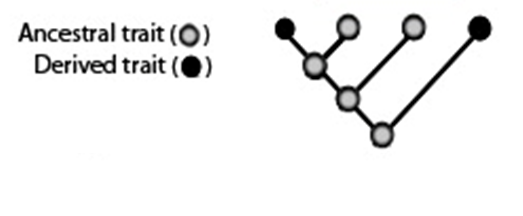 Ancestral trait ( )
Derived trait ( )